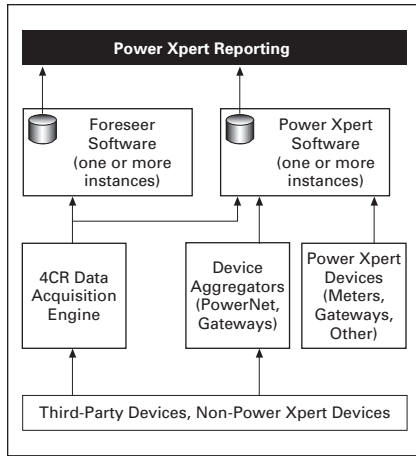 Power Xpert Reporting
Foreseer
Software
(one or more
instances)
Power Xpert
Software
(one or more
instances)
4CR Data
Acquisition
Engine
Device
Aggregators
(PowerNet,
Gateways)
Power Xpert
Devices
(Meters,
Gateways,
Other)
Third-Party Devices, Non-Power Xpert Devices